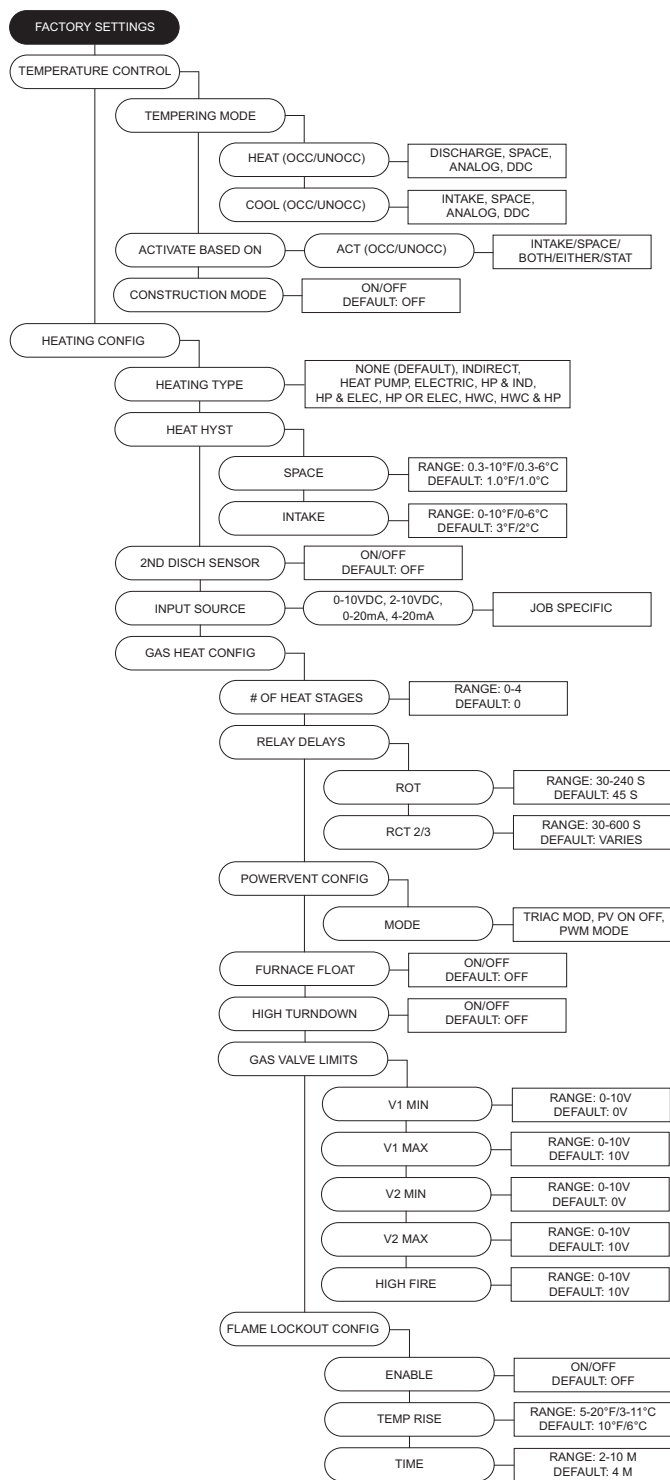 FACTORY SETTINGS
TEMPERATURE CONTROL
TEMPERING MODE
HEAT (OCC/UNOCC)
DISCHARGE, SPACE,
ANALOG, DDC
COOL (OCC/UNOCC)
INTAKE, SPACE,
ANALOG, DDC
ACTIVATE BASED ON
ACT (OCC/UNOCC)
INTAKE/SPACE/
BOTH/EITHER/STAT
CONSTRUCTION MODE
ON/OFF
DEFAULT: OFF
HEATING CONFIG
HEATING TYPE
NONE (DEFAULT), INDIRECT,
HEAT PUMP, ELECTRIC, HP & IND,
HP & ELEC, HP OR ELEC, HWC, HWC & HP
HEAT HYST
SPACE
RANGE: 0.3-10°F/0.3-6°C
DEFAULT: 1.0°F/1.0°C
INTAKE
RANGE: 0-10°F/0-6°C
DEFAULT: 3°F/2°C
2ND DISCH SENSOR
ON/OFF
DEFAULT: OFF
INPUT SOURCE
0-10VDC, 2-10VDC,
0-20mA, 4-20mA
JOB SPECIFIC
GAS HEAT CONFIG
# OF HEAT STAGES
RANGE: 0-4
DEFAULT: 0
RELAY DELAYS
ROT
RANGE: 30-240 S
DEFAULT: 45 S
RCT 2/3
RANGE: 30-600 S
DEFAULT: VARIES
POWERVENT CONFIG
MODE
TRIAC MOD, PV ON OFF,
PWM MODE
FURNACE FLOAT
ON/OFF
DEFAULT: OFF
HIGH TURNDOWN
ON/OFF
DEFAULT: OFF
GAS VALVE LIMITS
V1 MIN
RANGE: 0-10V
DEFAULT: 0V
V1 MAX
RANGE: 0-10V
DEFAULT: 10V
V2 MIN
RANGE: 0-10V
DEFAULT: 0V
V2 MAX
RANGE: 0-10V
DEFAULT: 10V
HIGH FIRE
RANGE: 0-10V
DEFAULT: 10V
FLAME LOCKOUT CONFIG
ENABLE
ON/OFF
DEFAULT: OFF
TEMP RISE
RANGE: 5-20°F/3-11°C
DEFAULT: 10°F/6°C
TIME
RANGE: 2-10 M
DEFAULT: 4 M